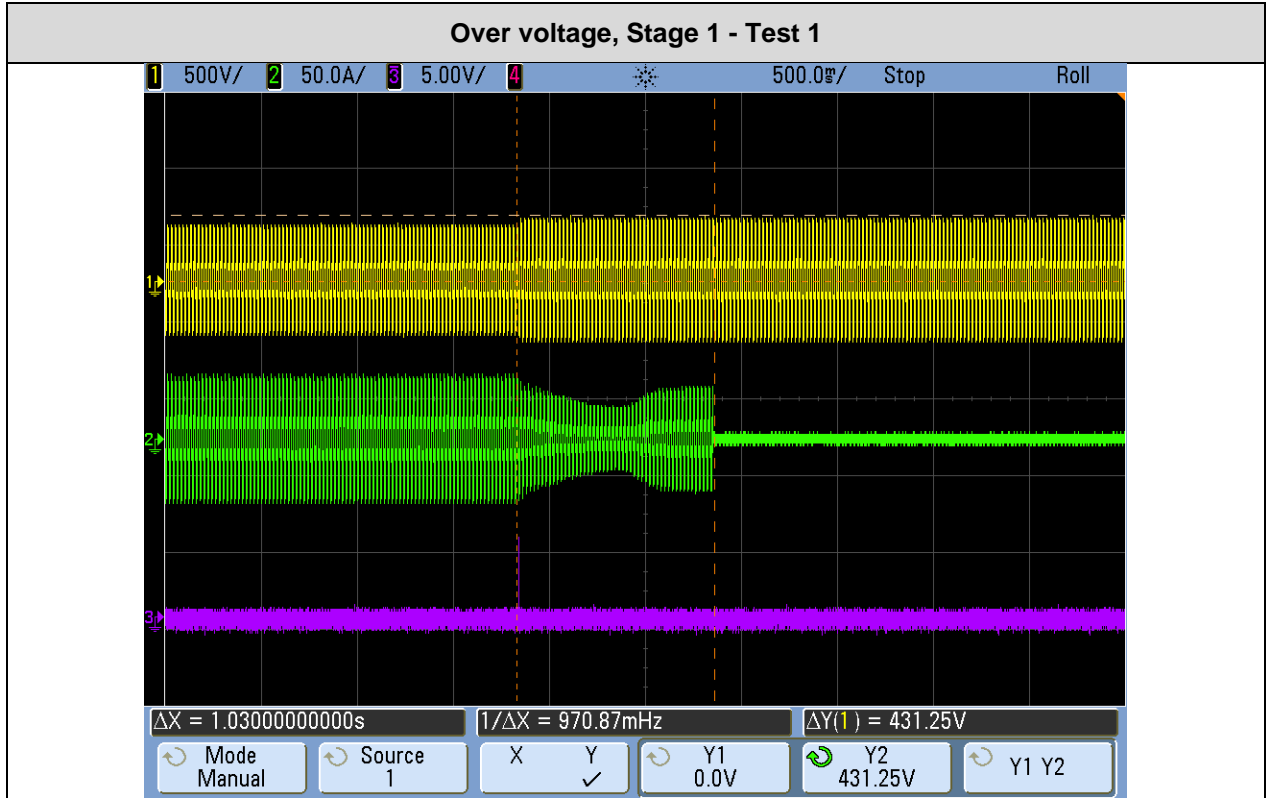 Over voltage, Stage 1 - Test 1
1 500V/ 2 50.0A/ 3 5.00V/ 4 500.0ms/ Stop Roll
1
2
3
ΔX = 1.03000000000s 1/ΔX = 970.87mHz ΔY(1) = 431.25V
Mode Source X Y Y1 Y2 Y1 Y2
Manual 1 ✓ 0.0V 431.25V